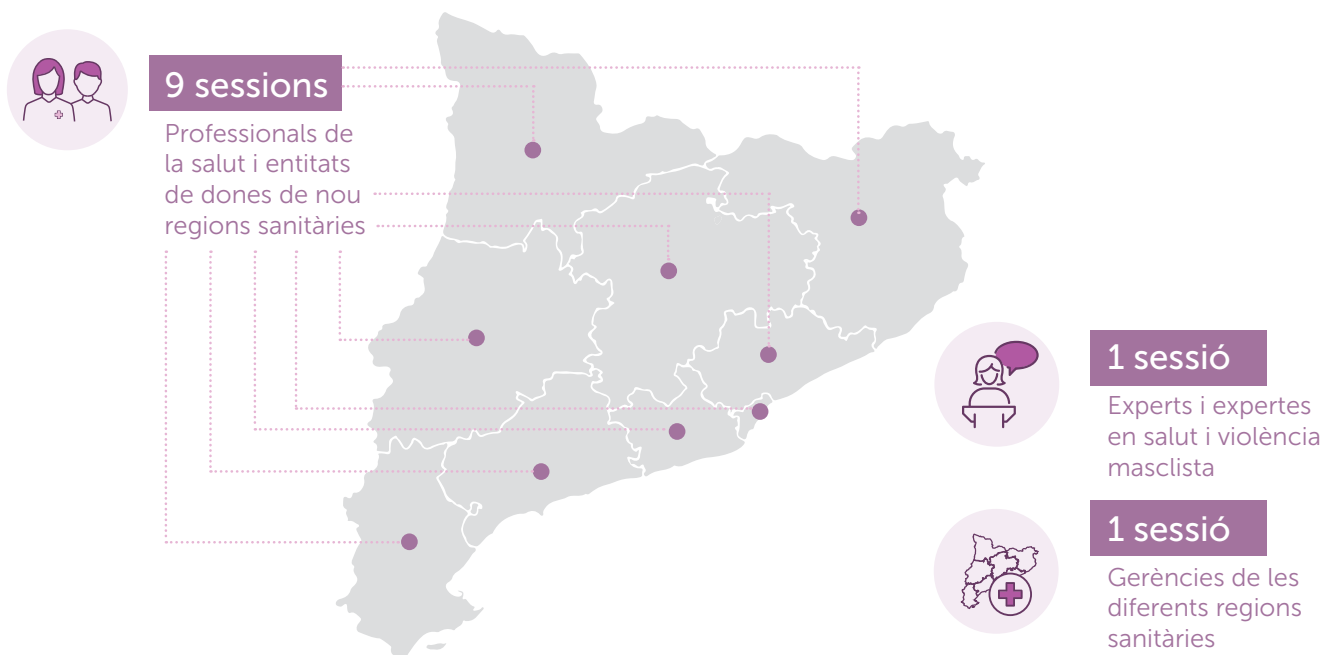 9 sessions
Professionals de
la salut i entitats
de dones de nou
regions sanitàries
1 sessió
Experts i expertes
en salut i violència
masclista
1 sessió
Gerències de les
diferents regions
sanitàries